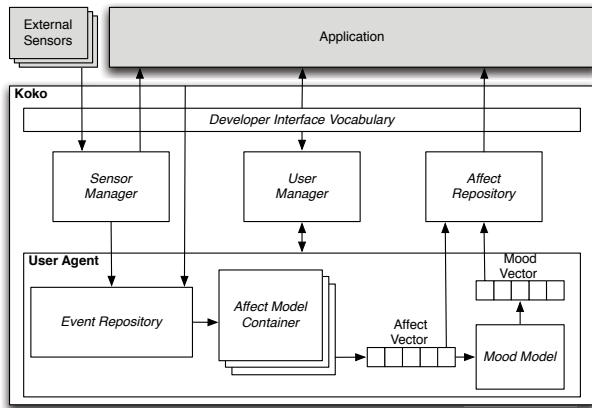 External
Sensors
Application
Koko
Developer Interface Vocabulary
Sensor
Manager
User
Manager
Affect
Repository
User Agent
Mood
Vector
Event Repository
Affect Model
Container
Affect
Vector
Mood Model